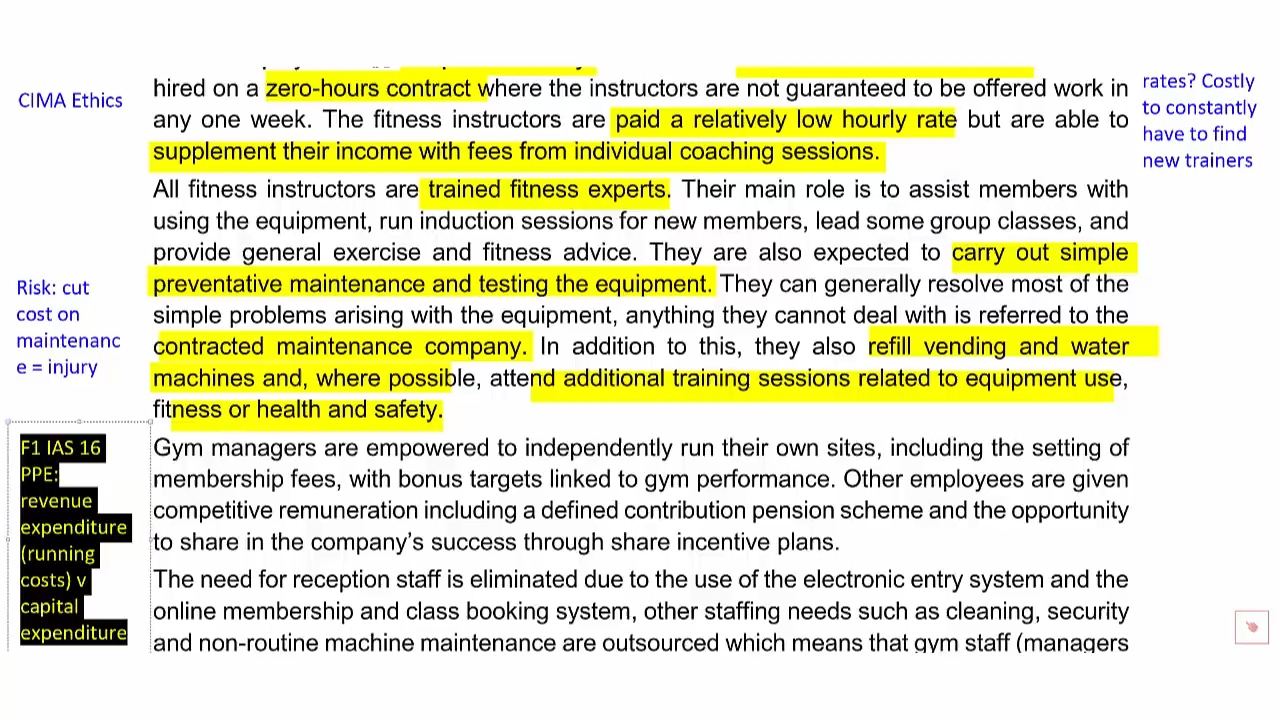 hired on a zero-hours contract where the instructors are not guaranteed to be offered work in
any one week. The fitness instructors are paid a relatively low hourly rate but are able to
supplement their income with fees from individual coaching sessions.
All fitness instructors are trained fitness experts. Their main role is to assist members with
using the equipment, run induction sessions for new members, lead some group classes, and
provide general exercise and fitness advice. They are also expected to carry out simple
preventative maintenance and testing the equipment. They can generally resolve most of the
simple problems arising with the equipment, anything they cannot deal with is referred to the
contracted maintenance company. In addition to this, they also refill vending and water
machines and, where possible, attend additional training sessions related to equipment use,
fitness or health and safety.
Gym managers are empowered to independently run their own sites, including the setting of
membership fees, with bonus targets linked to gym performance. Other employees are given
competitive remuneration including a defined contribution pension scheme and the opportunity
to share in the company's success through share incentive plans.
The need for reception staff is eliminated due to the use of the electronic entry system and the
online membership and class booking system, other staffing needs such as cleaning, security
and non-routine machine maintenance are outsourced which means that gym staff (managers
CIMA Ethics
Risk: cut
cost on
maintenanc
e = injury
F1 IAS 16
PPE:
revenue
expenditure
(running
costs) v
capital
expenditure
rates? Costly
to constantly
have to find
new trainers